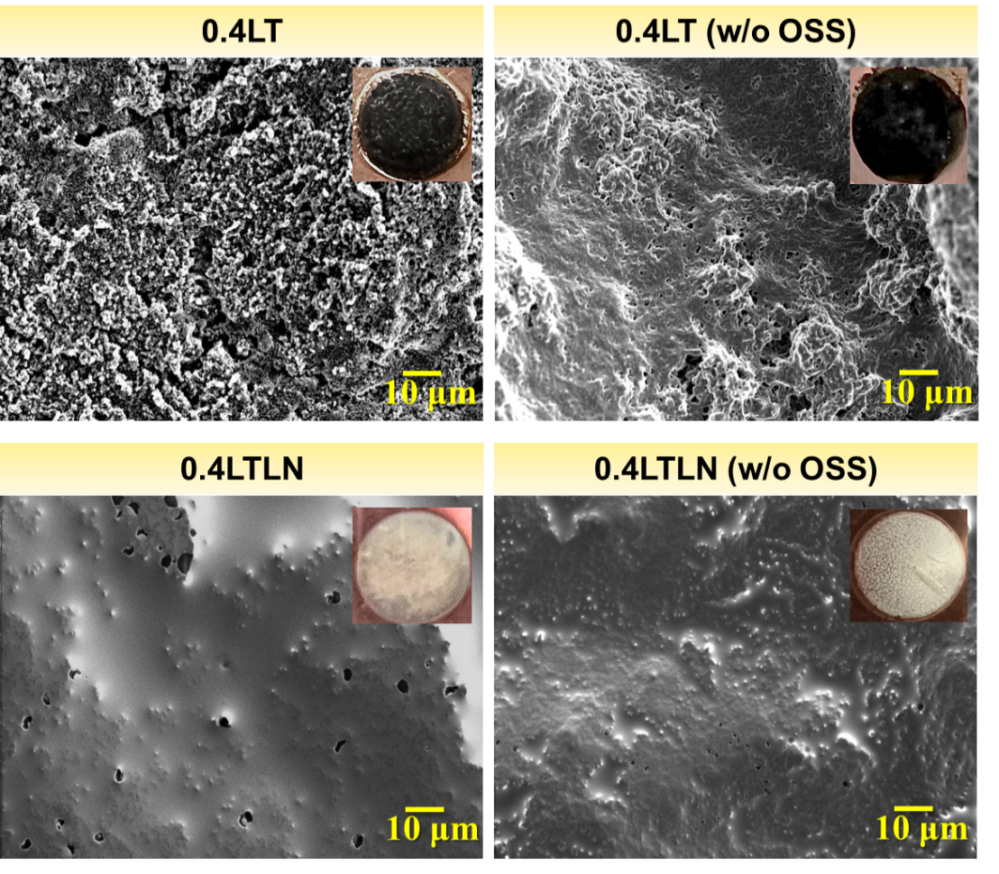 0.4LT
0.4LT (w/o OSS)
10 μm
10 μm
0.4LTLN
0.4LTLN (w/o OSS)
10 μm
10 μm